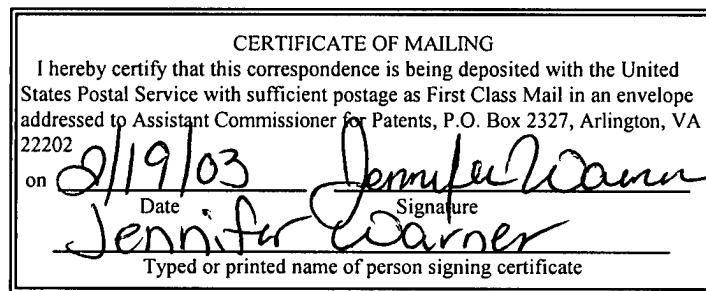 CERTIFICATE OF MAILING
I hereby certify that this correspondence is being deposited with the United
States Postal Service with sufficient postage as First Class Mail in an envelope
addressed to Assistant Commissioner for Patents, P.O. Box 2327, Arlington, VA
22202
on 2/19/03 Jennifer Warner
Date Signature
Jennifer Warner
Typed or printed name of person signing certificate